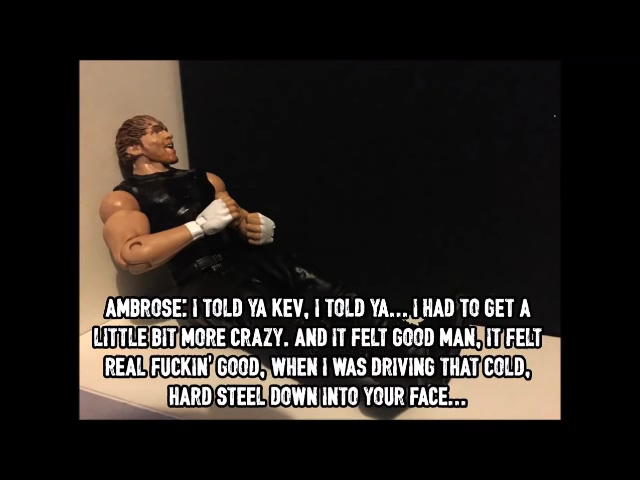 AMBROSE: I TOLD YA KEV, I TOLD YA... I HAD TO GET A
LITTLE BIT MORE CRAZY. AND IT FELT GOOD MAN, IT FELT
REAL FUCKIN' GOOD, WHEN I WAS DRIVING THAT COLD,
HARD STEEL DOWN INTO YOUR FACE...